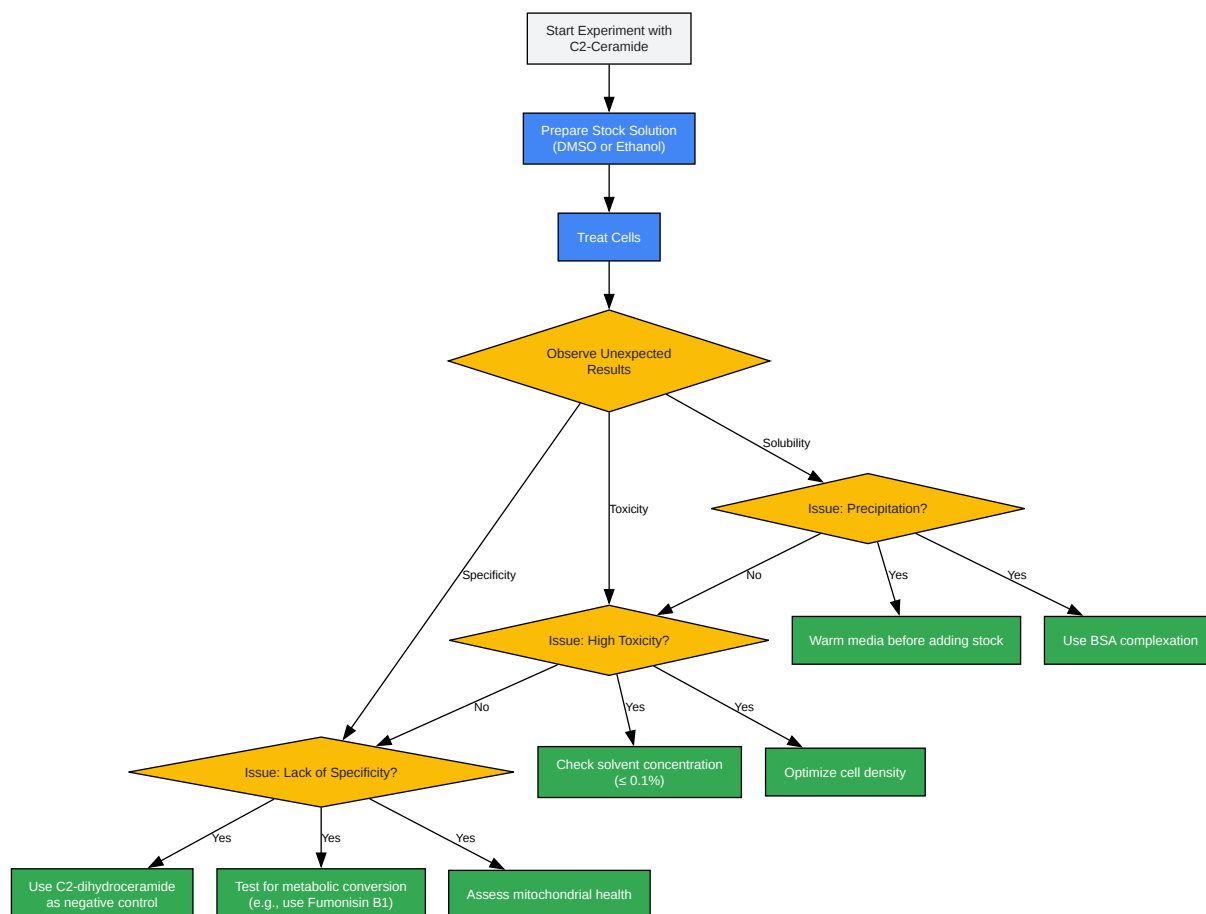 Start Experiment with
C2-Ceramide
Prepare Stock Solution
(DMSO or Ethanol)
Treat Cells
Observe Unexpected
Results
Solubility
Issue: Precipitation?
Toxicity
Specificity
No
Yes
Yes
Issue: High Toxicity?
Warm media before adding stock
Use BSA complexation
No
Yes
Yes
Issue: Lack of Specificity?
Check solvent concentration
(≤ 0.1%)
Optimize cell density
Yes
Yes
Yes
Use C2-dihydroceramide
as negative control
Test for metabolic conversion
(e.g., use Fumonisin B1)
Assess mitochondrial health